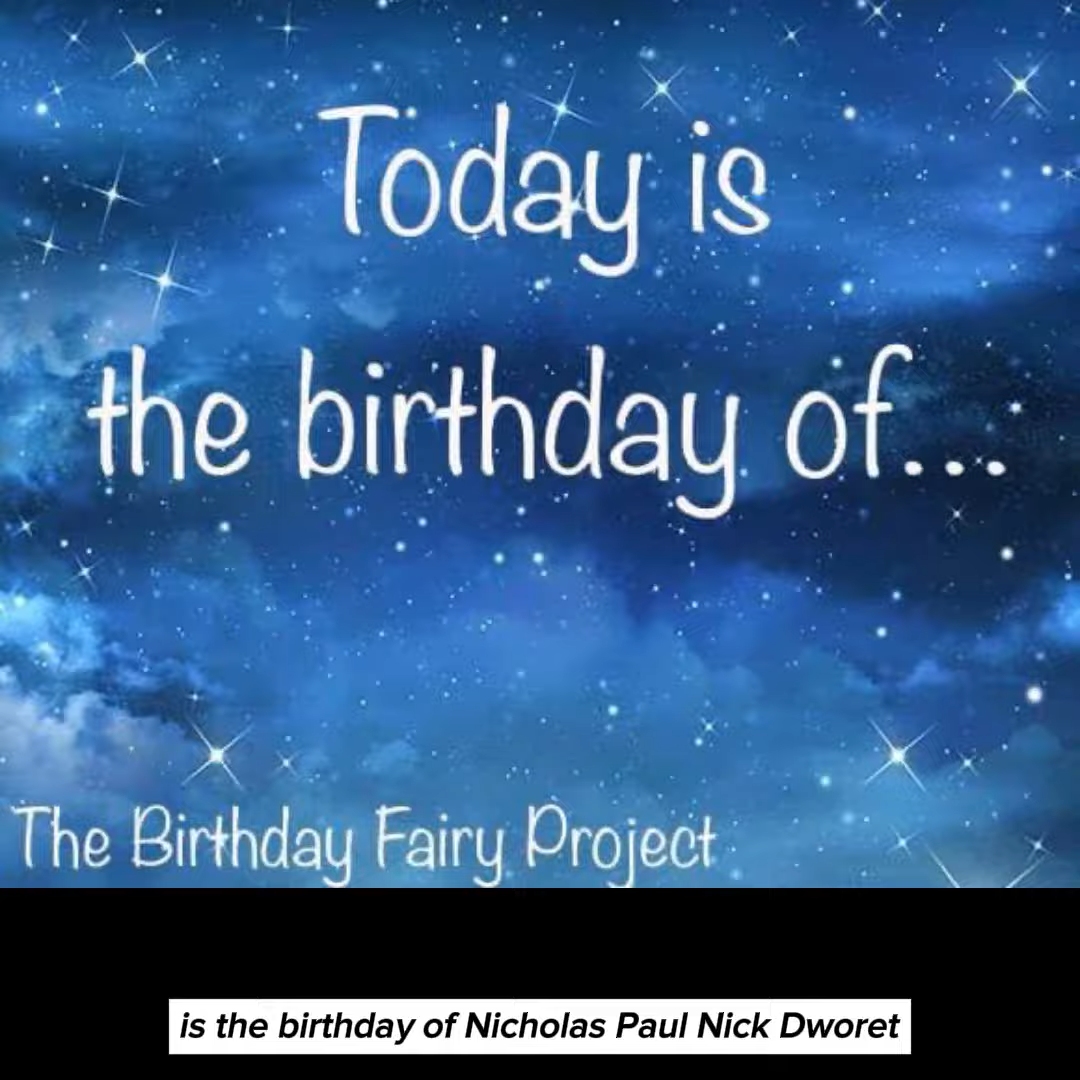 Today is
the birthday of...
The Birthday Fairy Project
is the birthday of Nicholas Paul Nick Dworet